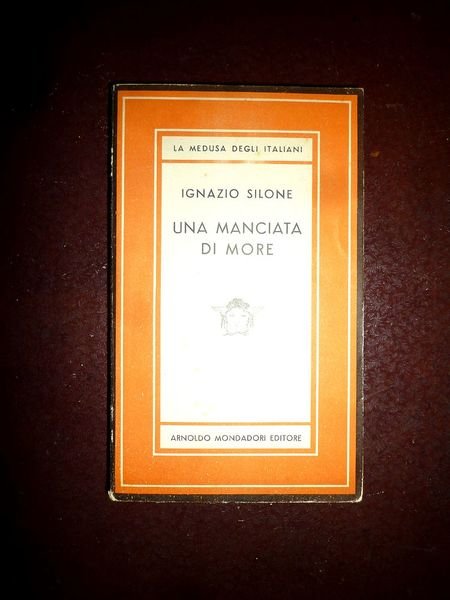 LA MEDUSA DEGLI ITALIANI
IGNAZIO SILONE
UNA MANCIATA
DI MORE
ARNOLDO MONDADORI EDITORE